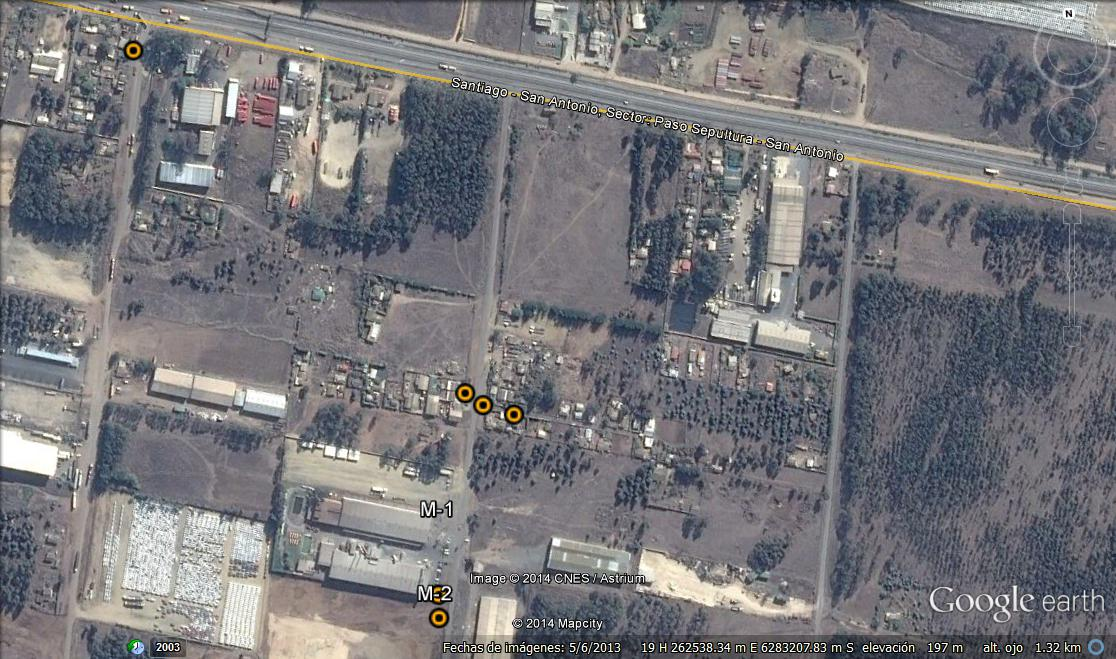 N
Santiago - San Antonio, Sector: Paso Sepultura - San Antonio
M-1
M-2
Image © 2014 CNES / Astrium
Google earth
© 2014 Mapcity
2003
Fechas de imágenes: 5/6/2013 19 H 262538.34 m E 6283207.83 m S elevación 197 m alt. ojo 1.32 km